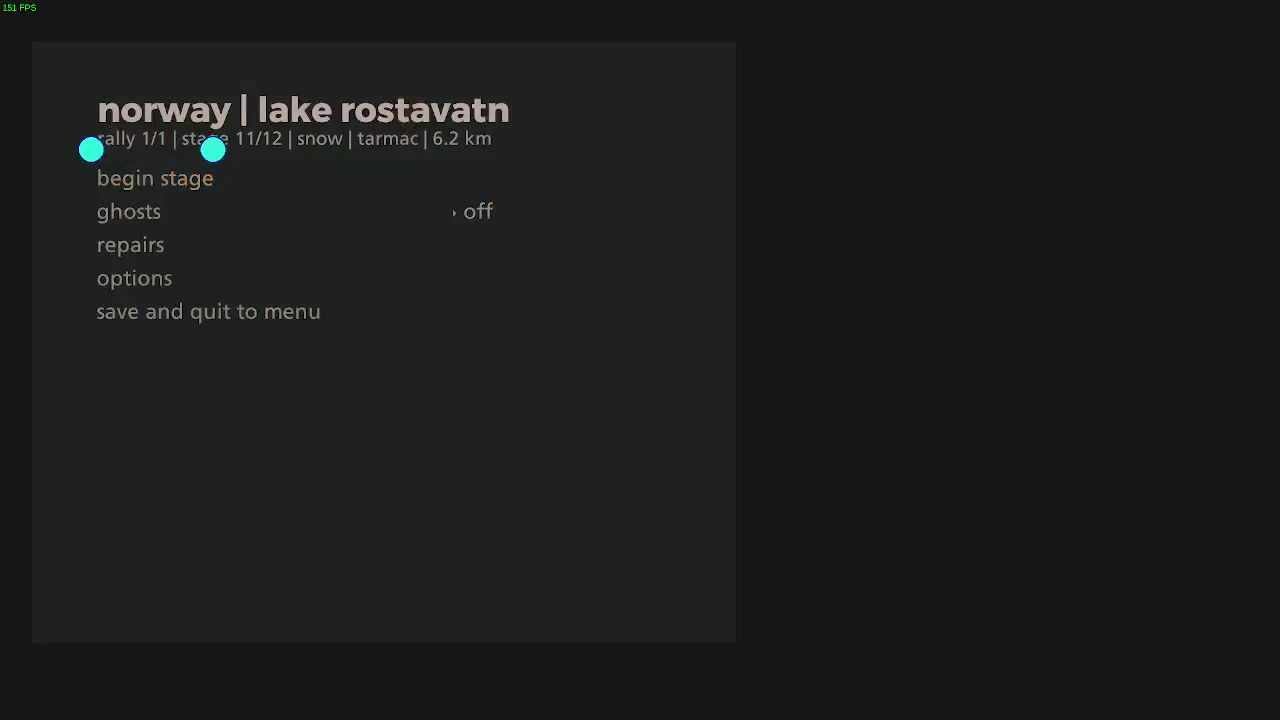 151 FPS
norway | lake rostavatn
rally 1/1 | stage 11/12 | snow | tarmac | 6.2 km
begin stage
ghosts › off
repairs
options
save and quit to menu